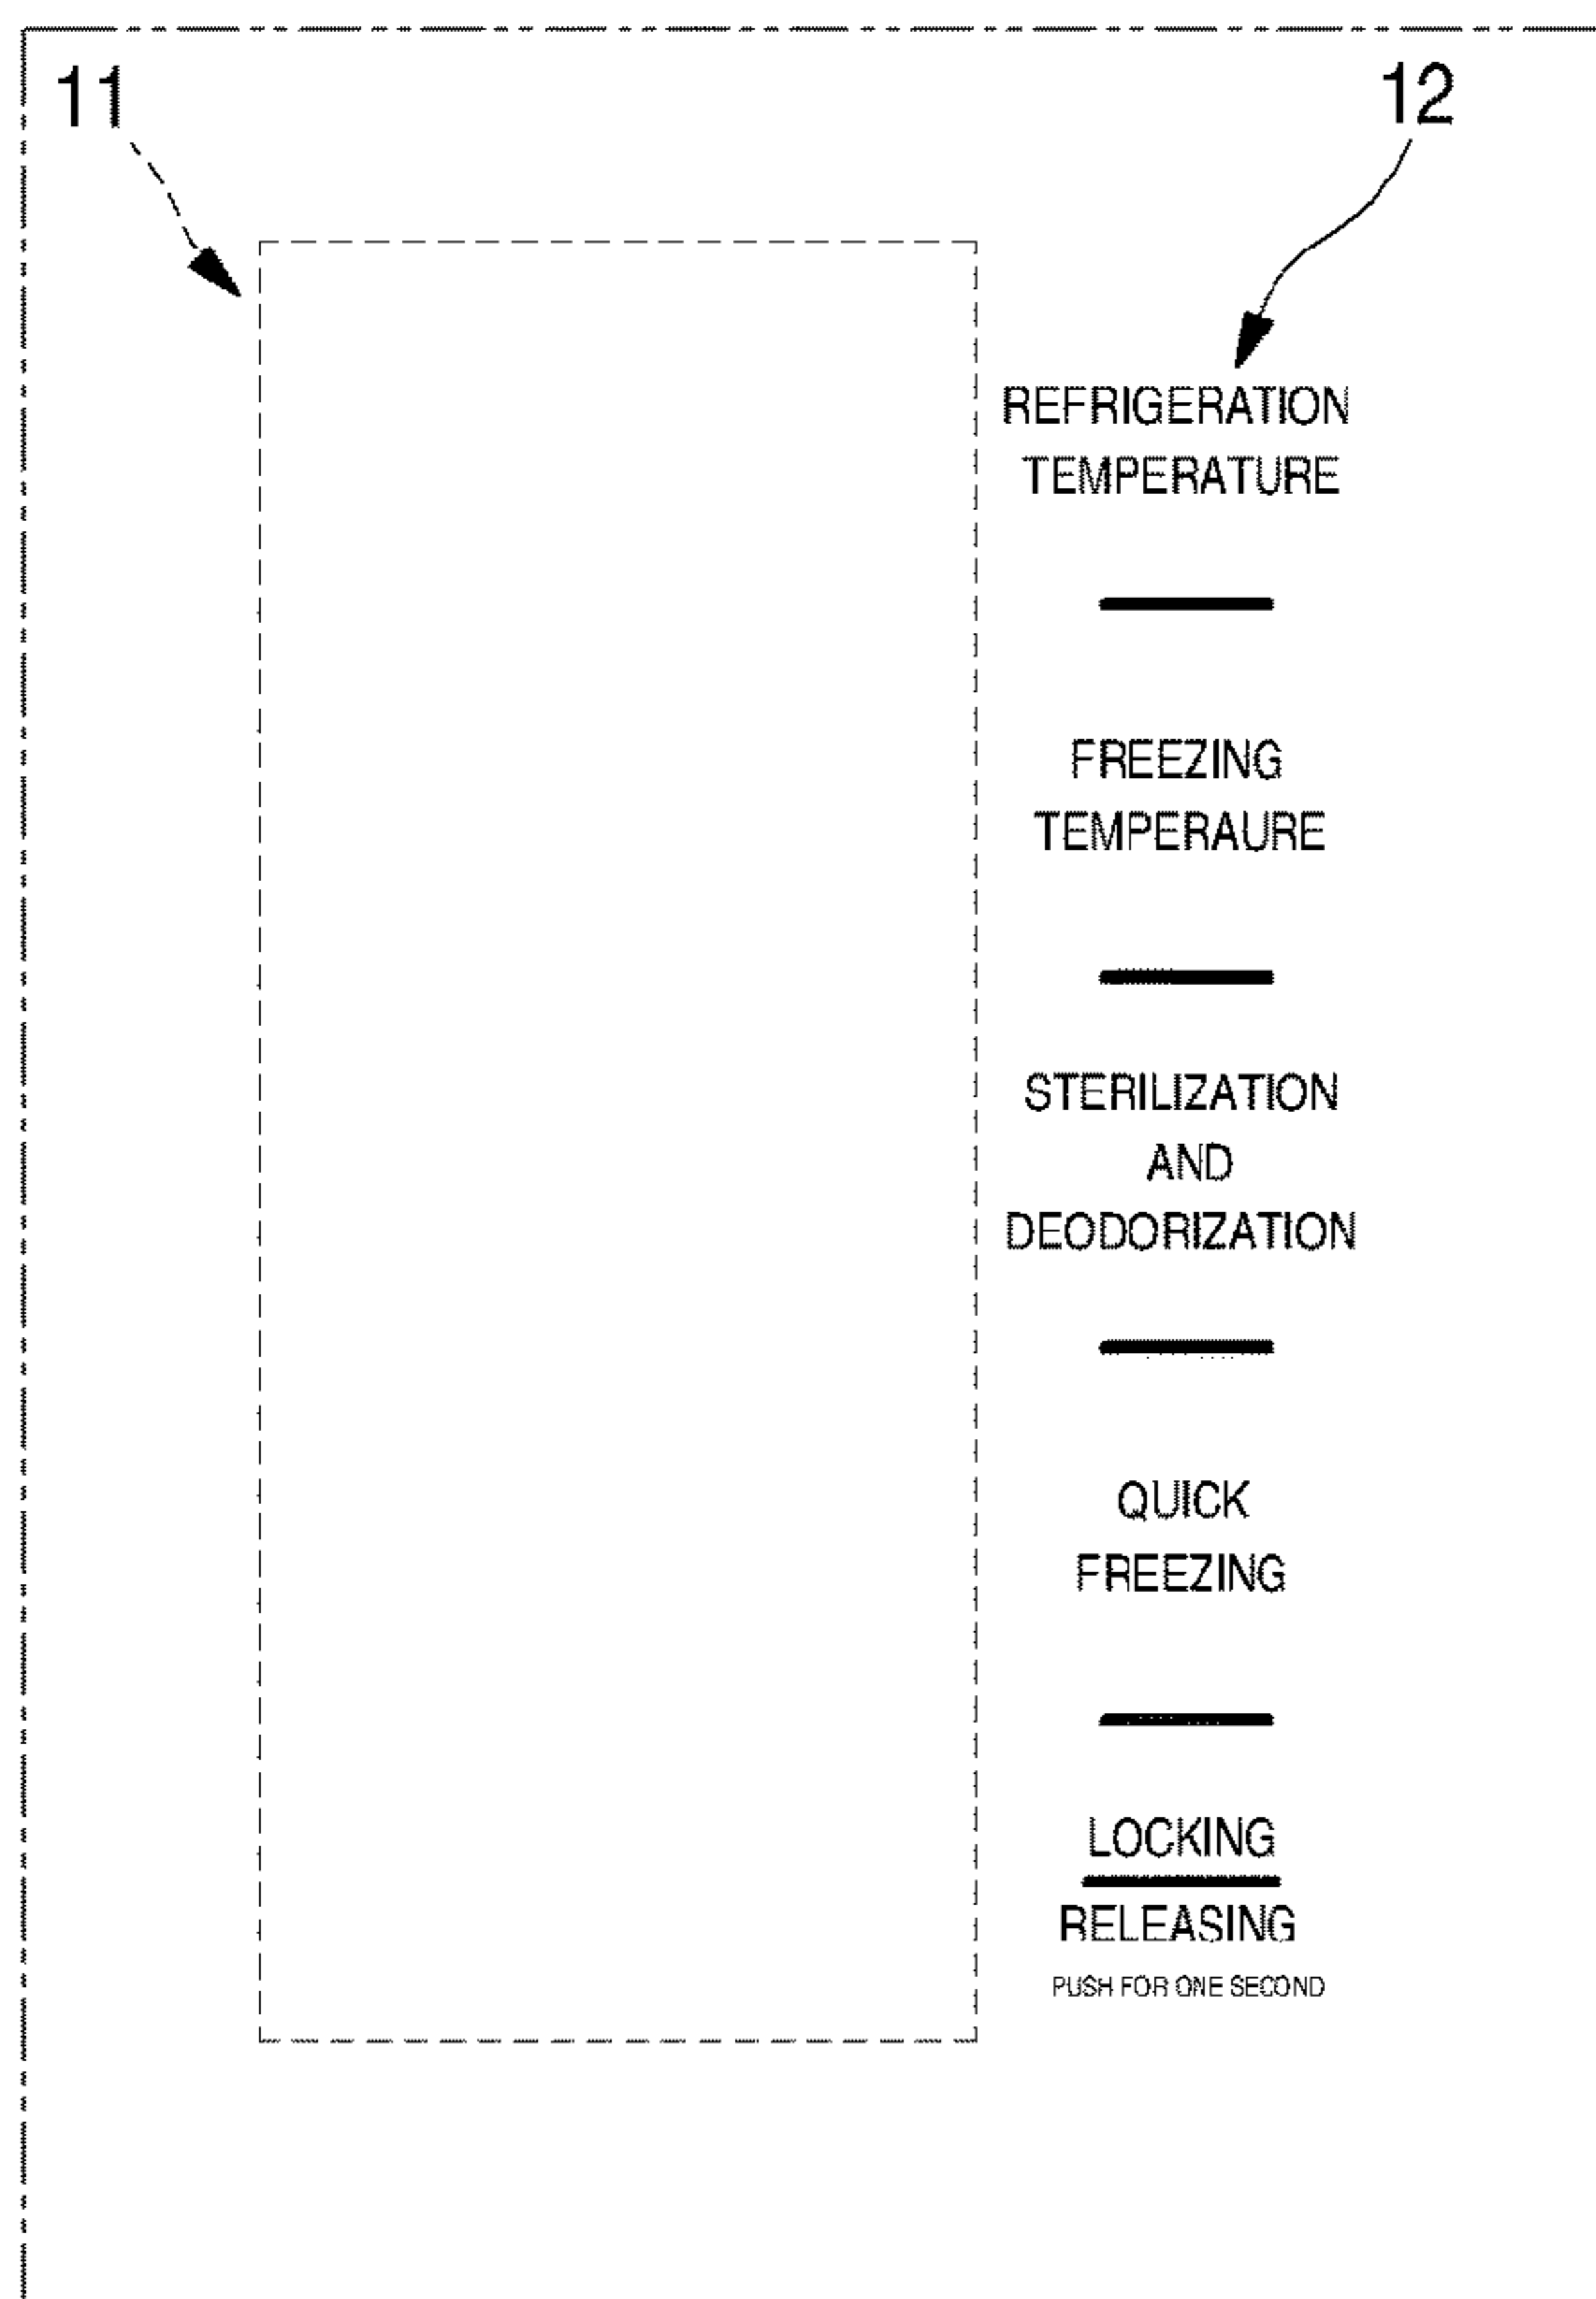 11
12
REFRIGERATION
TEMPERATURE
FREEZING
TEMPERAURE
STERILIZATION
AND
DEODORIZATION
QUICK
FREEZING
LOCKING
RELEASING
PUSH FOR ONE SECOND